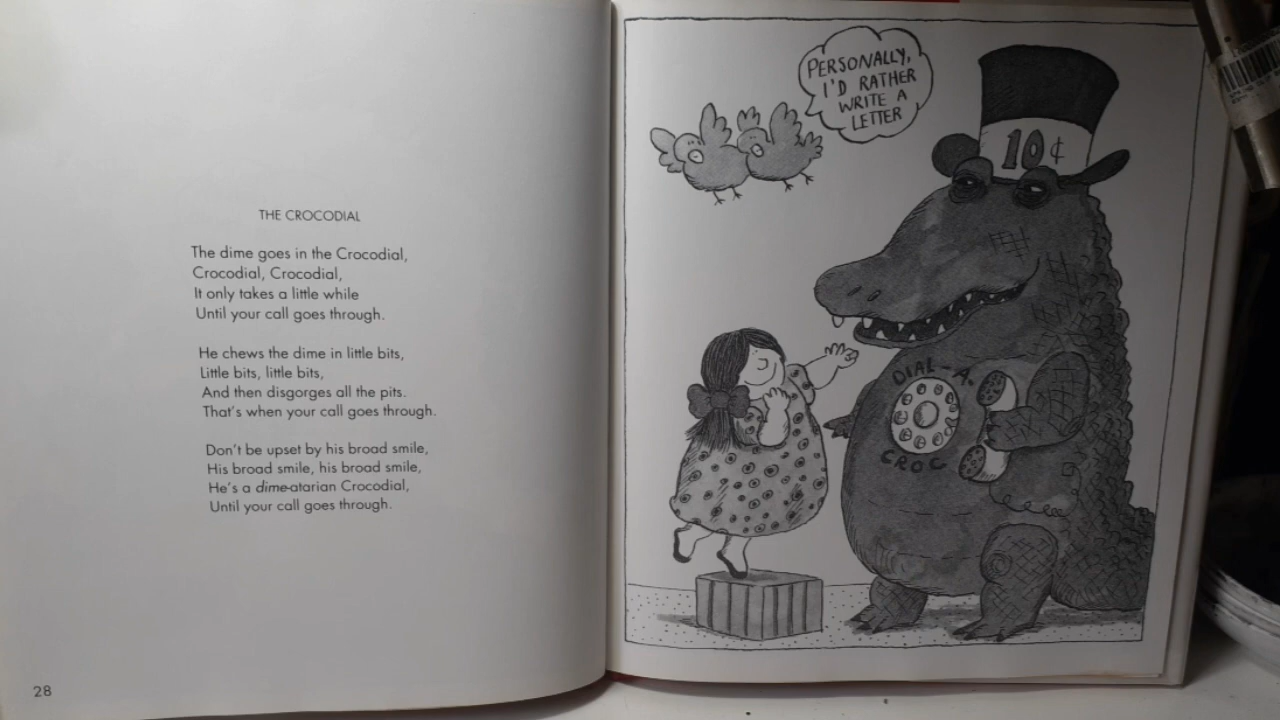 THE CROCODIAL
The dime goes in the Crocodial,
Crocodial, Crocodial,
It only takes a little while
Until your call goes through.
He chews the dime in little bits,
Little bits, little bits,
And then disgorges all the pits.
That's when your call goes through.
Don't be upset by his broad smile,
His broad smile, his broad smile,
He's a dime-atarian Crocodial,
Until your call goes through.
28
PERSONALLY,
I'D RATHER
WRITE A
LETTER
10¢
DIAL-A-
CROC